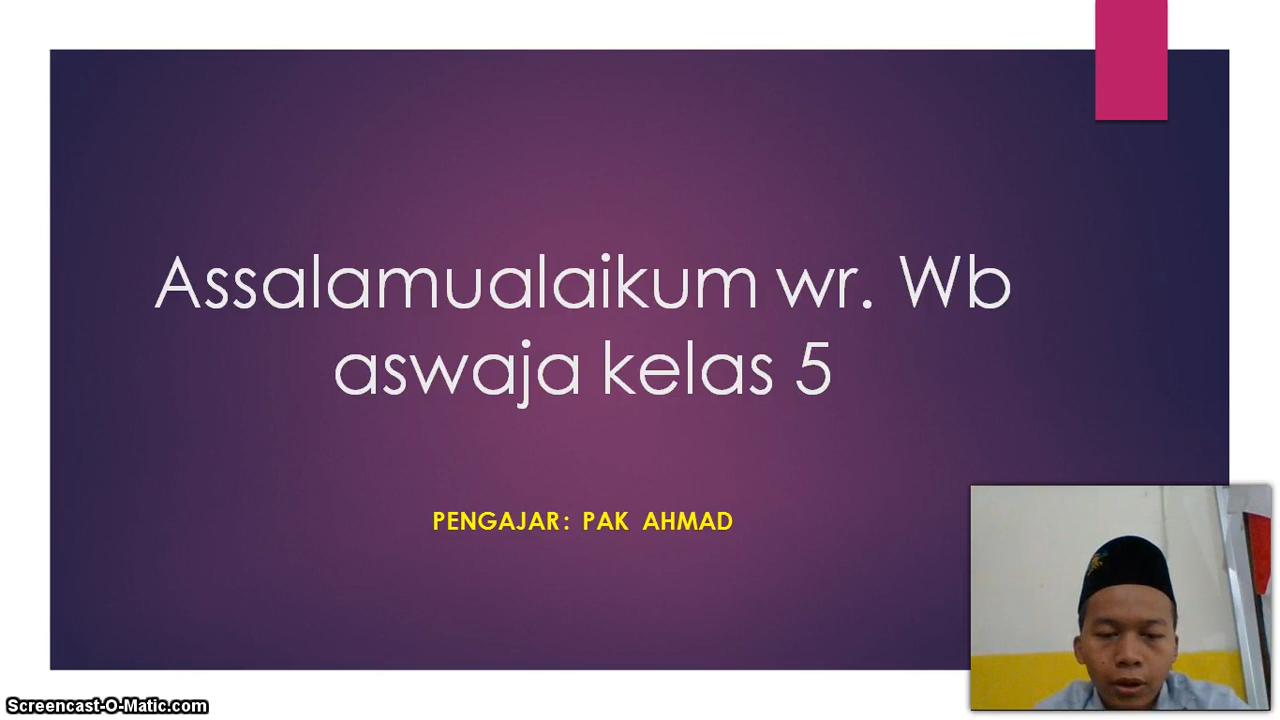 Assalamualaikum wr. Wb
aswaja kelas 5
PENGAJAR: PAK AHMAD
Screencast-O-Matic.com